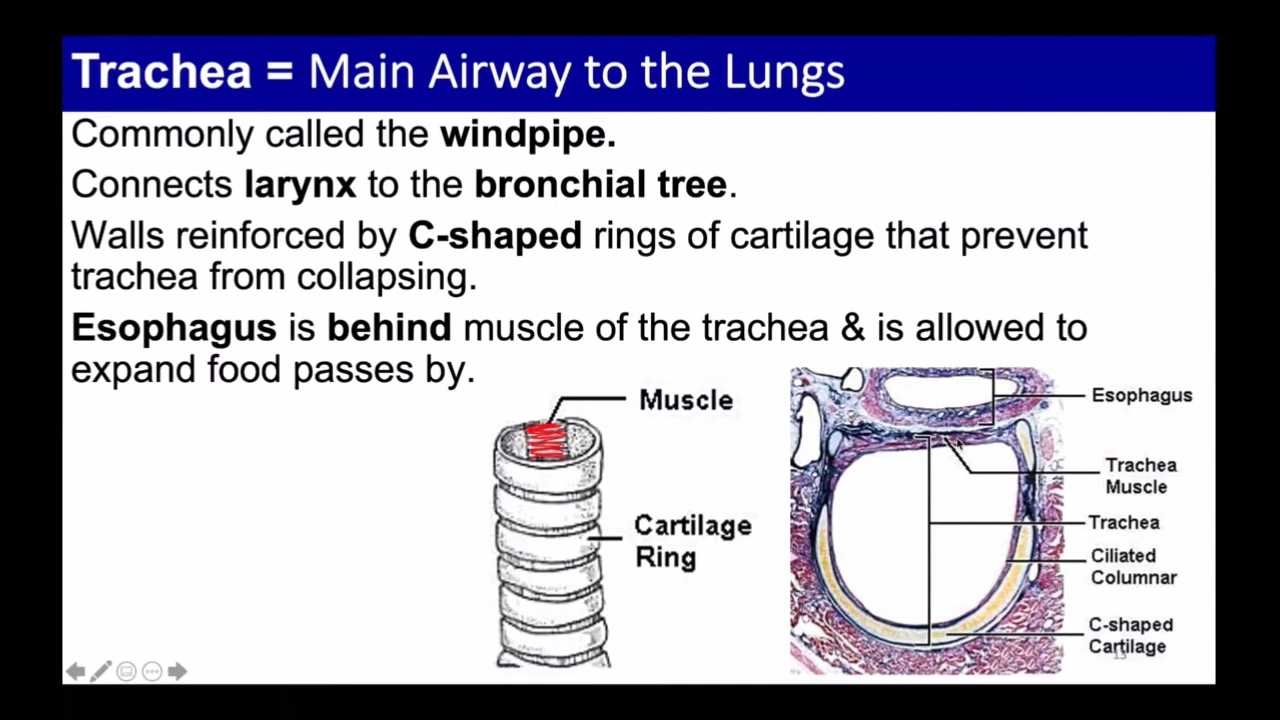 Trachea = Main Airway to the Lungs
Commonly called the windpipe.
Connects larynx to the bronchial tree.
Walls reinforced by C-shaped rings of cartilage that prevent
trachea from collapsing.
Esophagus is behind muscle of the trachea & is allowed to
expand food passes by.
Muscle
Cartilage
Ring
Esophagus
Trachea
Muscle
Trachea
Ciliated
Columnar
C-shaped
Cartilage